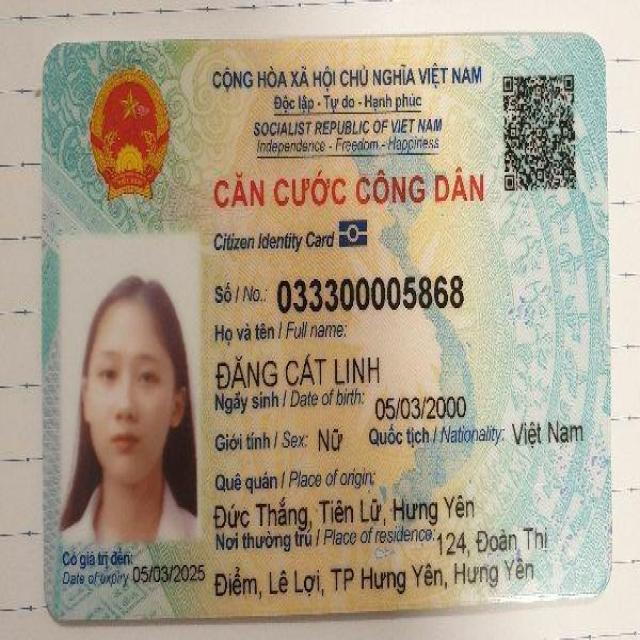 CỘNG HÒA XÃ HỘI CHỦ NGHĨA VIỆT NAM
Độc lập - Tự do - Hạnh phúc
SOCIALIST REPUBLIC OF VIET NAM
Independence - Freedom - Happiness
CĂN CƯỚC CÔNG DÂN
Citizen Identity Card
Số / No.: 033300005868
Họ và tên / Full name:
ĐĂNG CÁT LINH
Ngày sinh / Date of birth: 05/03/2000
Giới tính / Sex: Nữ Quốc tịch / Nationality: Việt Nam
Quê quán / Place of origin:
Đức Thắng, Tiên Lữ, Hưng Yên
Nơi thường trú / Place of residence: 124, Đoàn Thị
Điểm, Lê Lợi, TP Hưng Yên, Hưng Yên
Có giá trị đến:
Date of expiry 05/03/2025